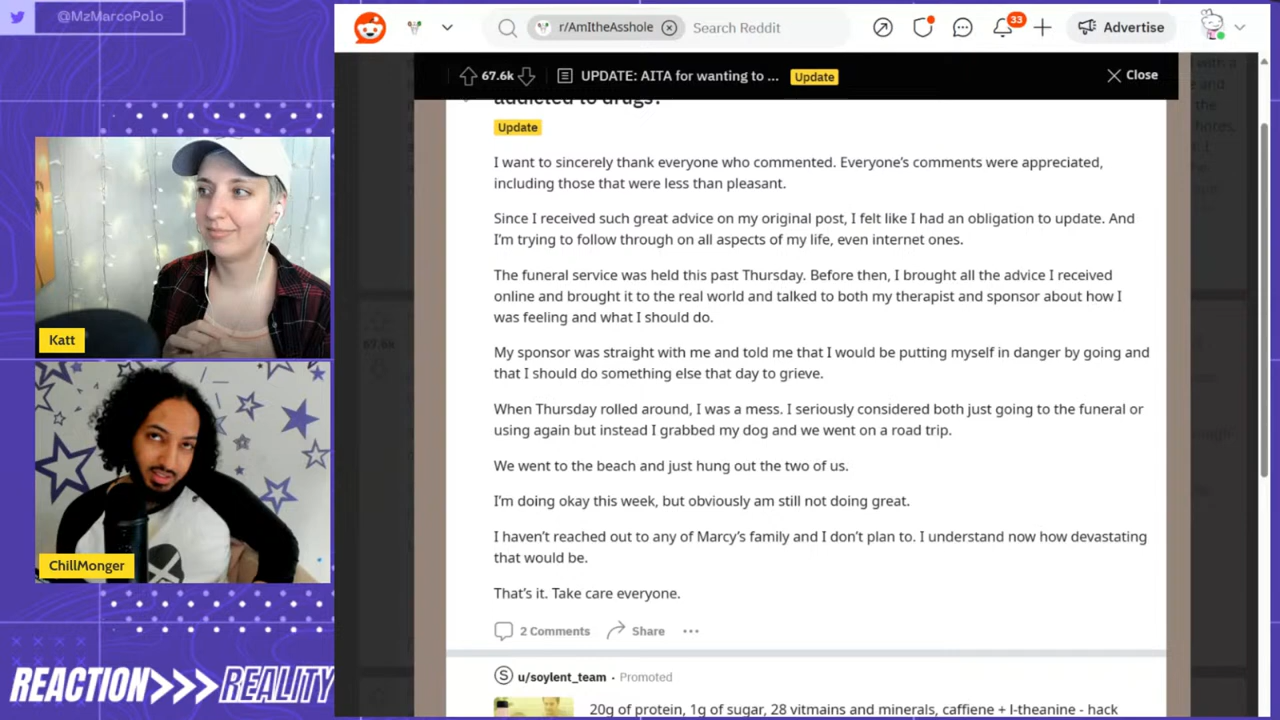 @MzMarcoPolo
r/AmItheAsshole
Search Reddit
33
Advertise
67.6k
UPDATE: AITA for wanting to ...
Update
Close
addicted to drugs?
Update
I want to sincerely thank everyone who commented. Everyone's comments were appreciated,
including those that were less than pleasant.
Since I received such great advice on my original post, I felt like I had an obligation to update. And
I'm trying to follow through on all aspects of my life, even internet ones.
The funeral service was held this past Thursday. Before then, I brought all the advice I received
online and brought it to the real world and talked to both my therapist and sponsor about how I
was feeling and what I should do.
My sponsor was straight with me and told me that I would be putting myself in danger by going and
that I should do something else that day to grieve.
When Thursday rolled around, I was a mess. I seriously considered both just going to the funeral or
using again but instead I grabbed my dog and we went on a road trip.
We went to the beach and just hung out the two of us.
I'm doing okay this week, but obviously am still not doing great.
I haven't reached out to any of Marcy's family and I don't plan to. I understand now how devastating
that would be.
That's it. Take care everyone.
2 Comments
Share
u/soylent_team · Promoted
20g of protein, 1g of sugar, 28 vitmains and minerals, caffiene + l-theanine - hack
67.6k
Katt
ChillMonger
REACTION>>>REALITY